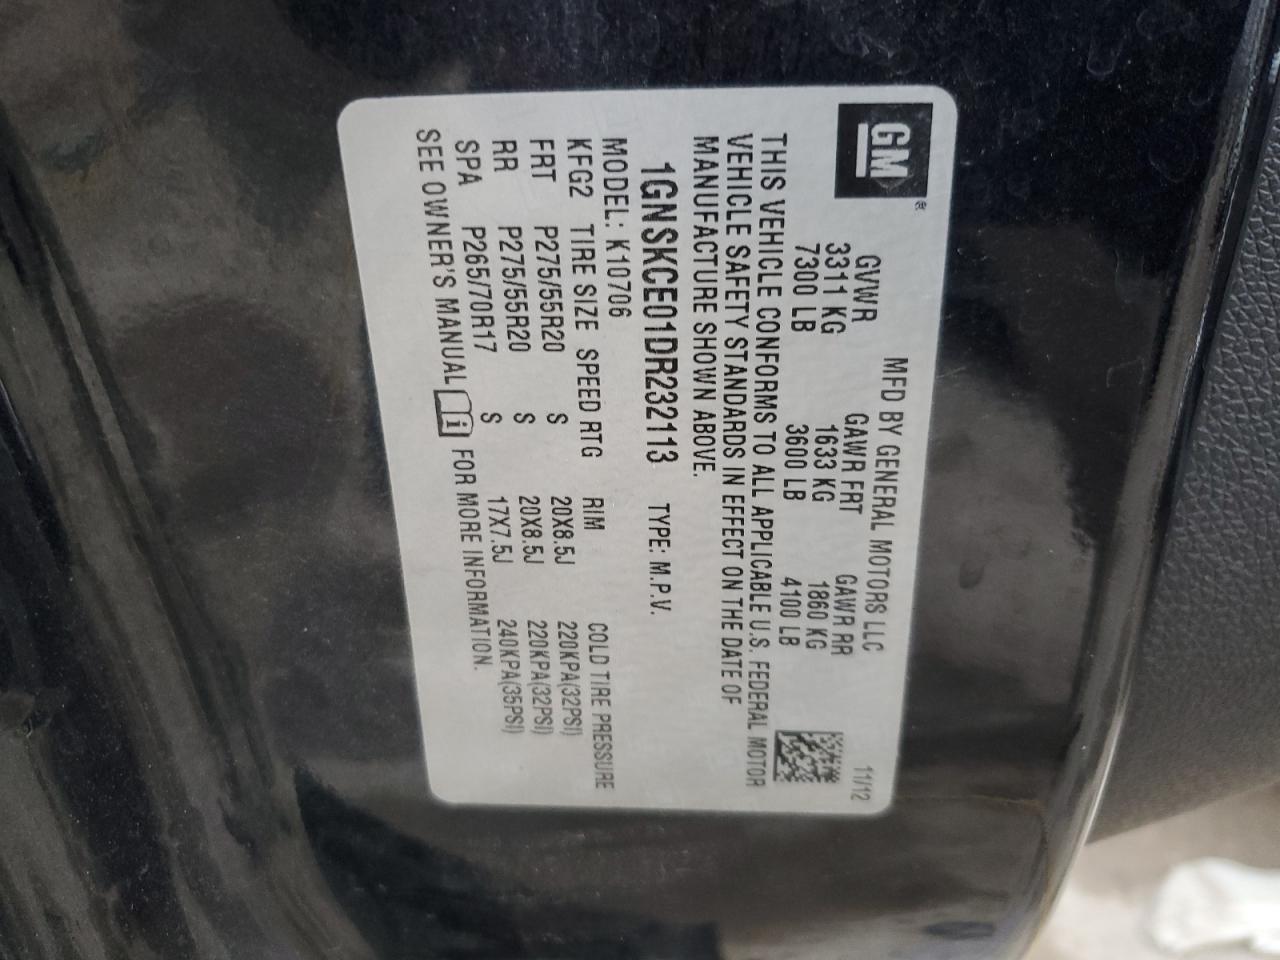 GM
MFD BY GENERAL MOTORS LLC 11/12
GVWR GAWR FRT GAWR RR
3311 KG 1633 KG 1860 KG
7300 LB 3600 LB 4100 LB
THIS VEHICLE CONFORMS TO ALL APPLICABLE U.S. FEDERAL MOTOR
VEHICLE SAFETY STANDARDS IN EFFECT ON THE DATE OF
MANUFACTURE SHOWN ABOVE.
1GNSKCE01DR232113 TYPE: M.P.V.
MODEL: K10706
KFG2 TIRE SIZE SPEED RTG RIM COLD TIRE PRESSURE
FRT P275/55R20 S 20X8.5J 220KPA(32PSI)
RR P275/55R20 S 20X8.5J 220KPA(32PSI)
SPA P265/70R17 S 17X7.5J 240KPA(35PSI)
SEE OWNER'S MANUAL i FOR MORE INFORMATION.